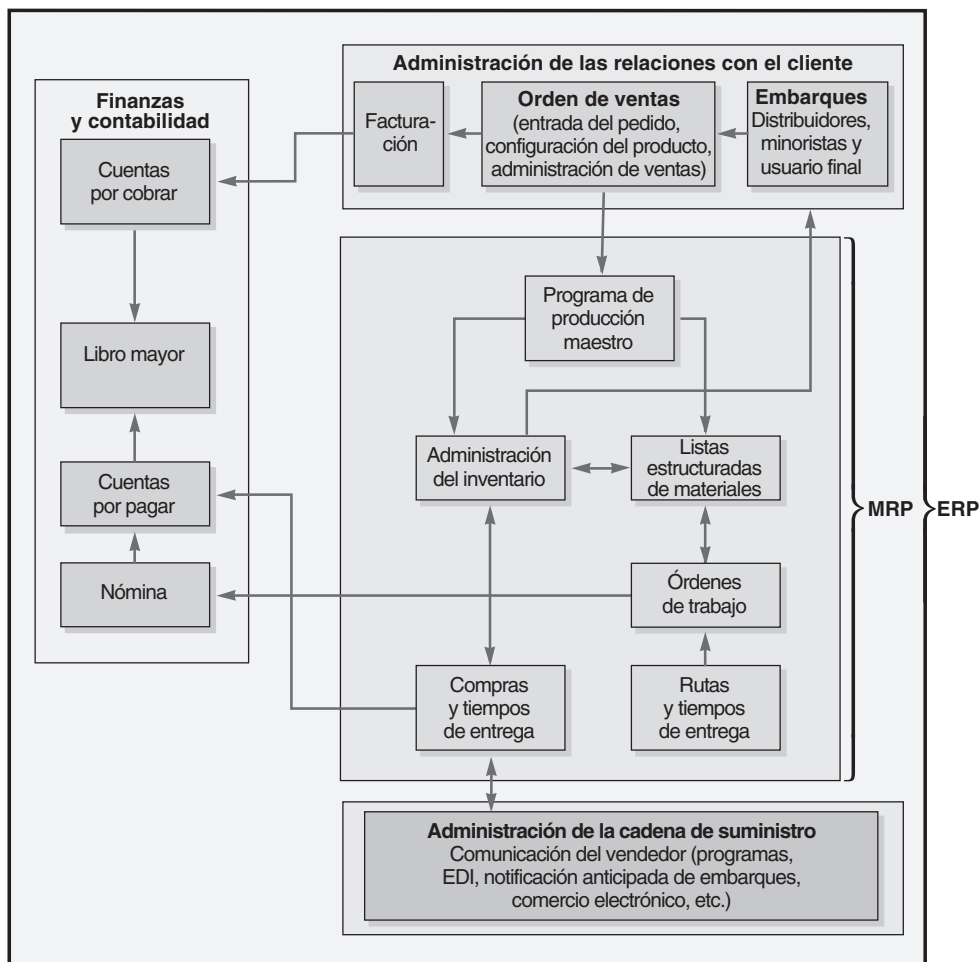 Administración de las relaciones con el cliente
Factura-
ción
Orden de ventas
(entrada del pedido,
configuración del producto,
administración de ventas)
Embarques
Distribuidores,
minoristas y
usuario final
Finanzas
y contabilidad
Cuentas
por cobrar
Libro mayor
Cuentas
por pagar
Nómina
Programa de
producción
maestro
Administración
del inventario
Listas
estructuradas
de materiales
Órdenes
de trabajo
Compras
y tiempos
de entrega
Rutas
y tiempos
de entrega
MRP
ERP
Administración de la cadena de suministro
Comunicación del vendedor (programas,
EDI, notificación anticipada de embarques,
comercio electrónico, etc.)